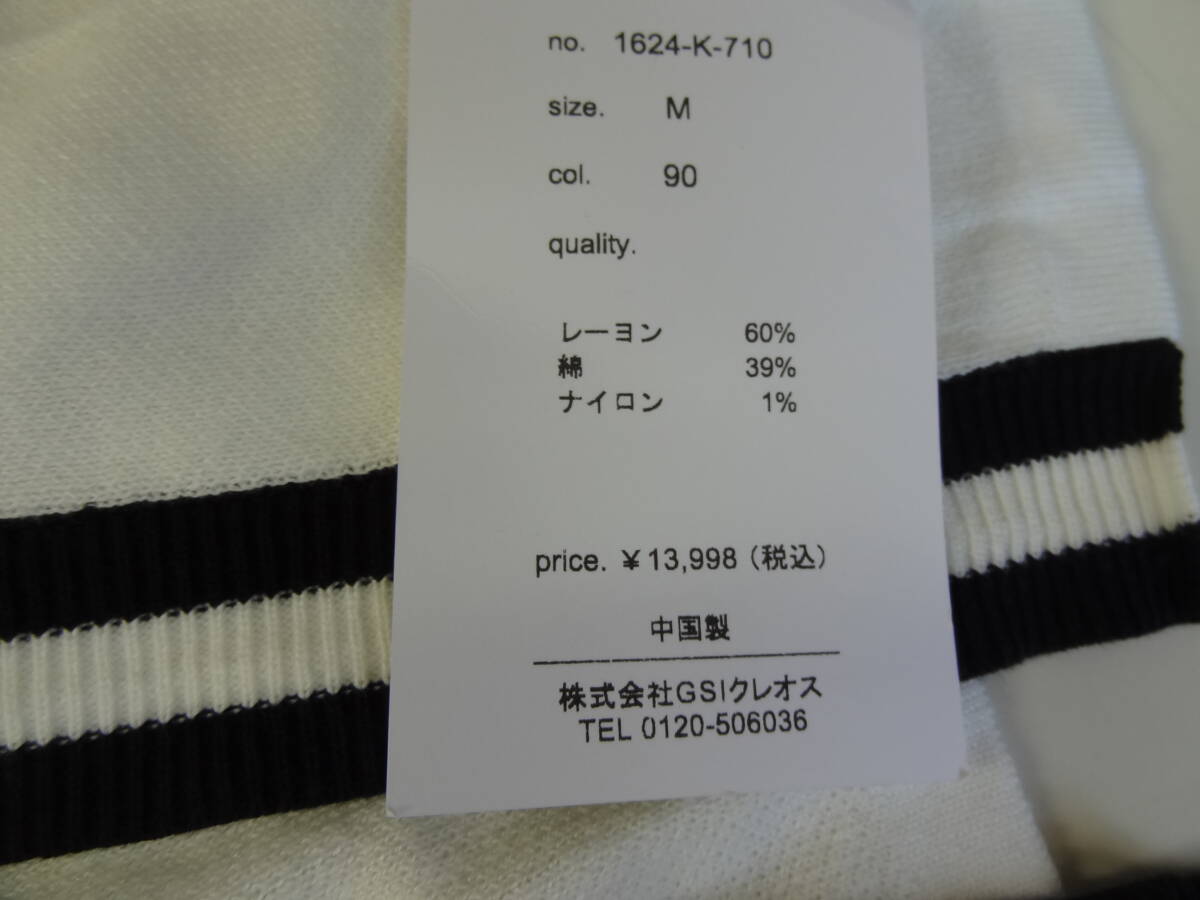 no. 1624-K-710
size. M
col. 90
quality.
レーヨン 60%
綿 39%
ナイロン 1%
price. ¥13,998(税込)
中国製
株式会社GSIクレオス
TEL 0120-506036